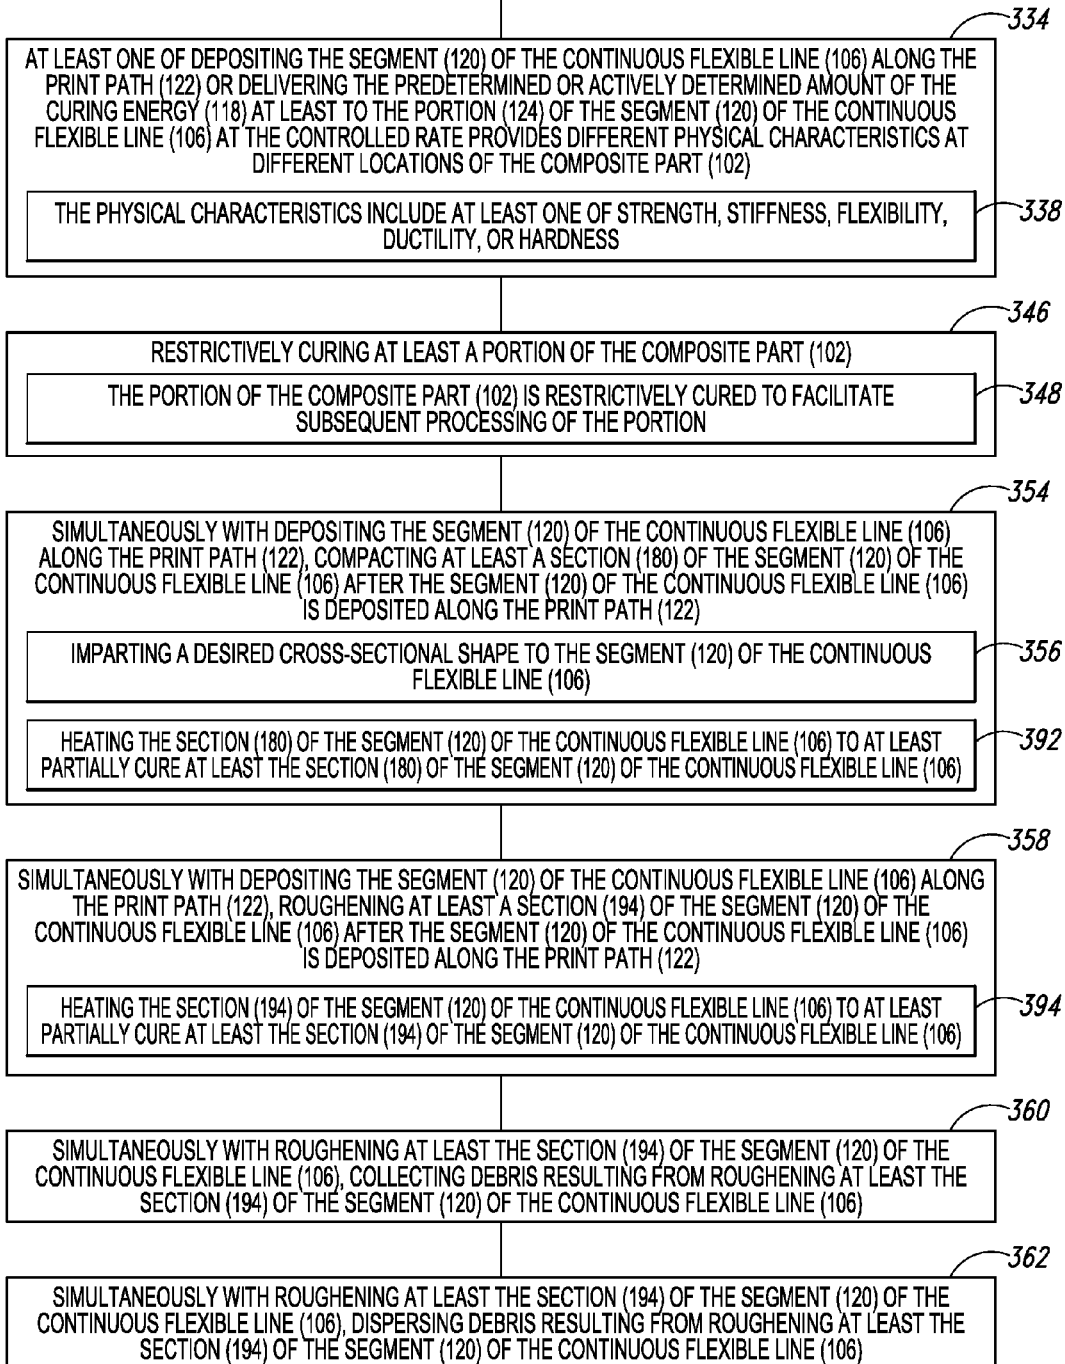 334
AT LEAST ONE OF DEPOSITING THE SEGMENT (120) OF THE CONTINUOUS FLEXIBLE LINE (106) ALONG THE
PRINT PATH (122) OR DELIVERING THE PREDETERMINED OR ACTIVELY DETERMINED AMOUNT OF THE
CURING ENERGY (118) AT LEAST TO THE PORTION (124) OF THE SEGMENT (120) OF THE CONTINUOUS
FLEXIBLE LINE (106) AT THE CONTROLLED RATE PROVIDES DIFFERENT PHYSICAL CHARACTERISTICS AT
DIFFERENT LOCATIONS OF THE COMPOSITE PART (102)
THE PHYSICAL CHARACTERISTICS INCLUDE AT LEAST ONE OF STRENGTH, STIFFNESS, FLEXIBILITY,
DUCTILITY, OR HARDNESS
338
346
RESTRICTIVELY CURING AT LEAST A PORTION OF THE COMPOSITE PART (102)
THE PORTION OF THE COMPOSITE PART (102) IS RESTRICTIVELY CURED TO FACILITATE
SUBSEQUENT PROCESSING OF THE PORTION
348
354
SIMULTANEOUSLY WITH DEPOSITING THE SEGMENT (120) OF THE CONTINUOUS FLEXIBLE LINE (106)
ALONG THE PRINT PATH (122), COMPACTING AT LEAST A SECTION (180) OF THE SEGMENT (120) OF THE
CONTINUOUS FLEXIBLE LINE (106) AFTER THE SEGMENT (120) OF THE CONTINUOUS FLEXIBLE LINE (106)
IS DEPOSITED ALONG THE PRINT PATH (122)
IMPARTING A DESIRED CROSS-SECTIONAL SHAPE TO THE SEGMENT (120) OF THE CONTINUOUS
FLEXIBLE LINE (106)
356
HEATING THE SECTION (180) OF THE SEGMENT (120) OF THE CONTINUOUS FLEXIBLE LINE (106) TO AT LEAST
PARTIALLY CURE AT LEAST THE SECTION (180) OF THE SEGMENT (120) OF THE CONTINUOUS FLEXIBLE LINE (106)
392
358
SIMULTANEOUSLY WITH DEPOSITING THE SEGMENT (120) OF THE CONTINUOUS FLEXIBLE LINE (106) ALONG
THE PRINT PATH (122), ROUGHENING AT LEAST A SECTION (194) OF THE SEGMENT (120) OF THE
CONTINUOUS FLEXIBLE LINE (106) AFTER THE SEGMENT (120) OF THE CONTINUOUS FLEXIBLE LINE (106)
IS DEPOSITED ALONG THE PRINT PATH (122)
HEATING THE SECTION (194) OF THE SEGMENT (120) OF THE CONTINUOUS FLEXIBLE LINE (106) TO AT LEAST
PARTIALLY CURE AT LEAST THE SECTION (194) OF THE SEGMENT (120) OF THE CONTINUOUS FLEXIBLE LINE (106)
394
360
SIMULTANEOUSLY WITH ROUGHENING AT LEAST THE SECTION (194) OF THE SEGMENT (120) OF THE
CONTINUOUS FLEXIBLE LINE (106), COLLECTING DEBRIS RESULTING FROM ROUGHENING AT LEAST THE
SECTION (194) OF THE SEGMENT (120) OF THE CONTINUOUS FLEXIBLE LINE (106)
362
SIMULTANEOUSLY WITH ROUGHENING AT LEAST THE SECTION (194) OF THE SEGMENT (120) OF THE
CONTINUOUS FLEXIBLE LINE (106), DISPERSING DEBRIS RESULTING FROM ROUGHENING AT LEAST THE
SECTION (194) OF THE SEGMENT (120) OF THE CONTINUOUS FLEXIBLE LINE (106)